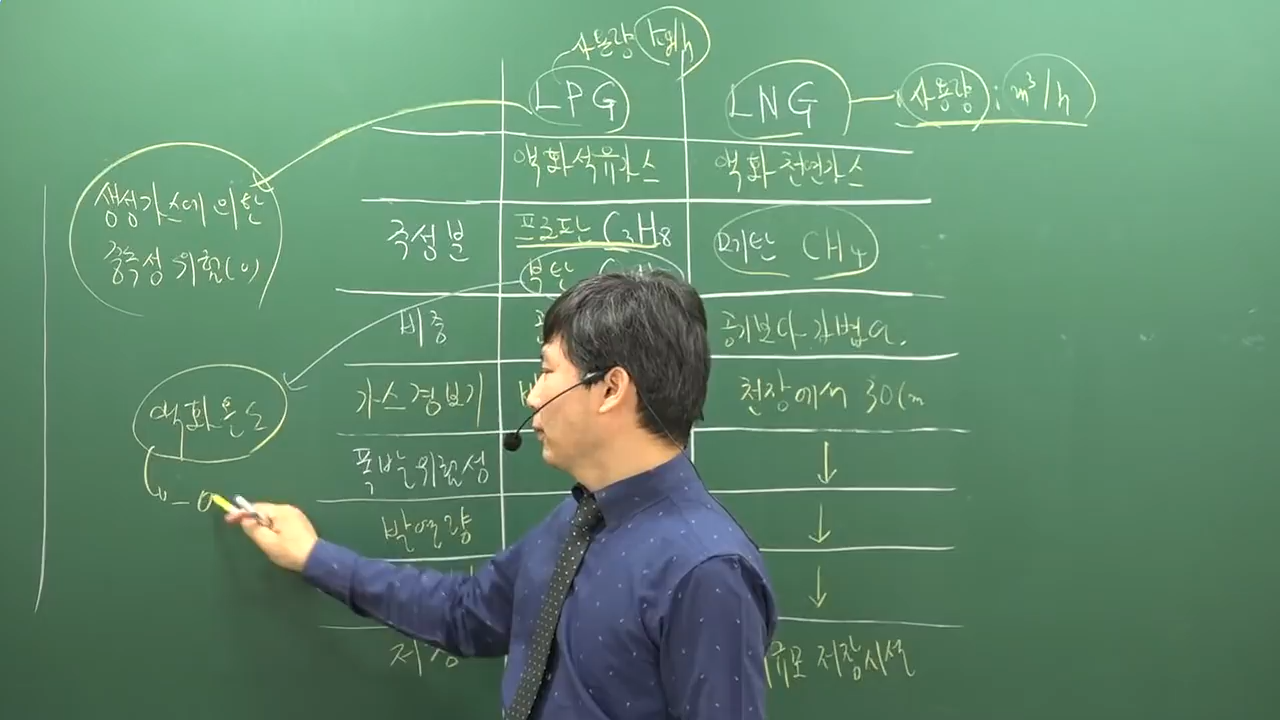 사용량 kg/h
LPG LNG 사용량 : m³/h
액화석유가스 액화천연가스
생성가스에 의한
중독성 위험(o)
주성분 프로판 C₃H₈ 메탄 CH₄
부탄
비중 공기보다 가볍다.
가스경보기 천장에서 30cm
액화온도
폭발위험성 ↓
- 0
발열량 ↓
↓
저장 저장시설